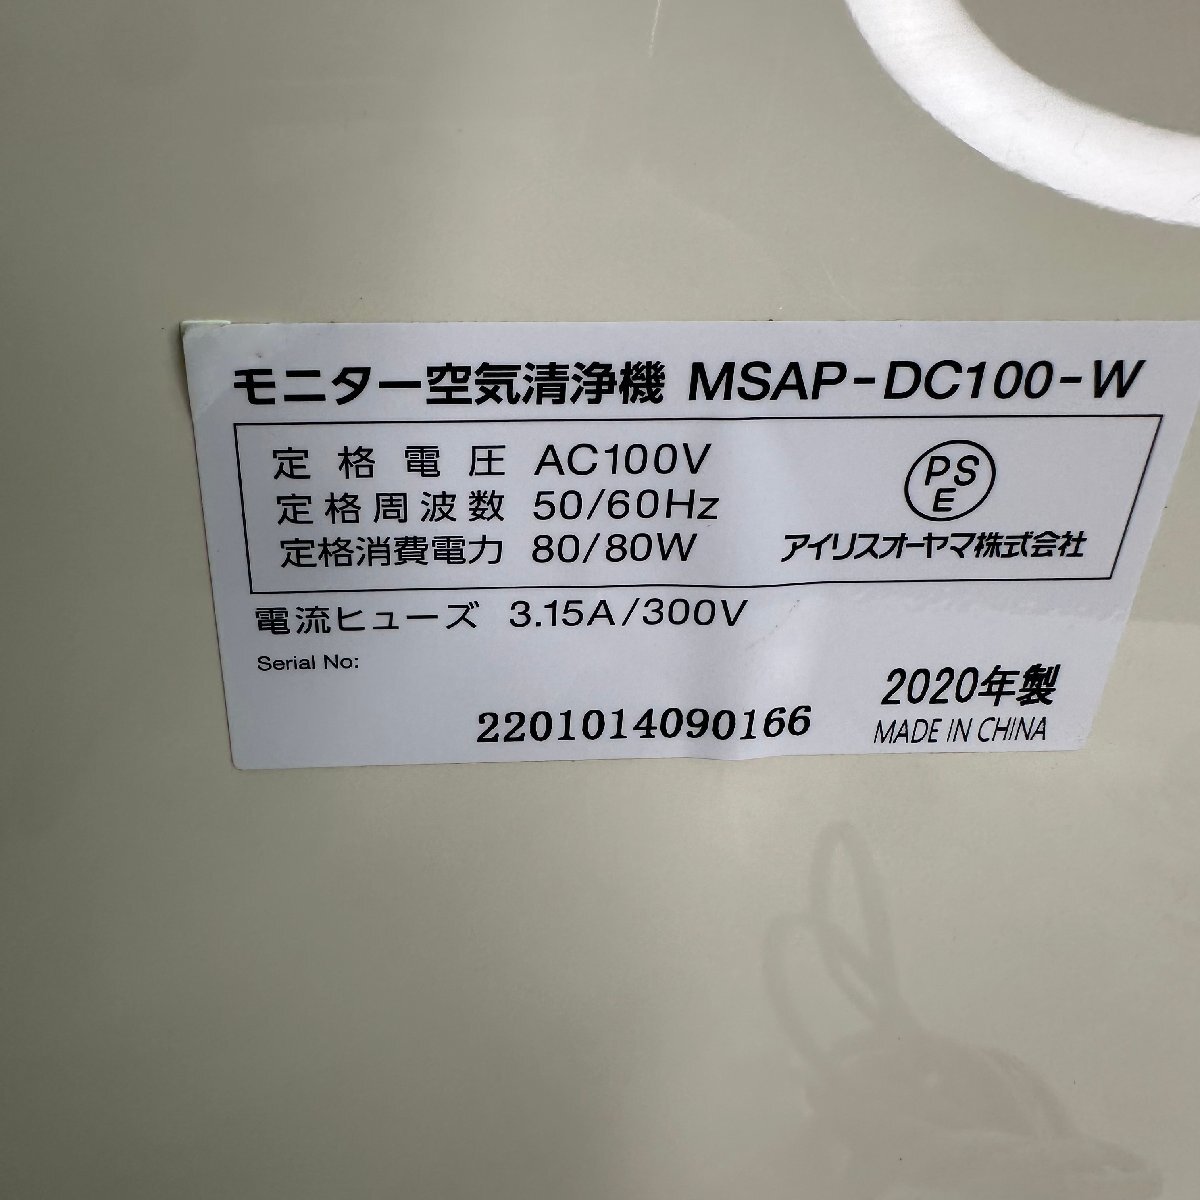 モニター空気清浄機 MSAP-DC100-W
定格電圧 AC100V
定格周波数 50/60Hz
定格消費電力 80/80W
PSE
アイリスオーヤマ株式会社
電流ヒューズ 3.15A/300V
Serial No:
2201014090166
2020年製
MADE IN CHINA